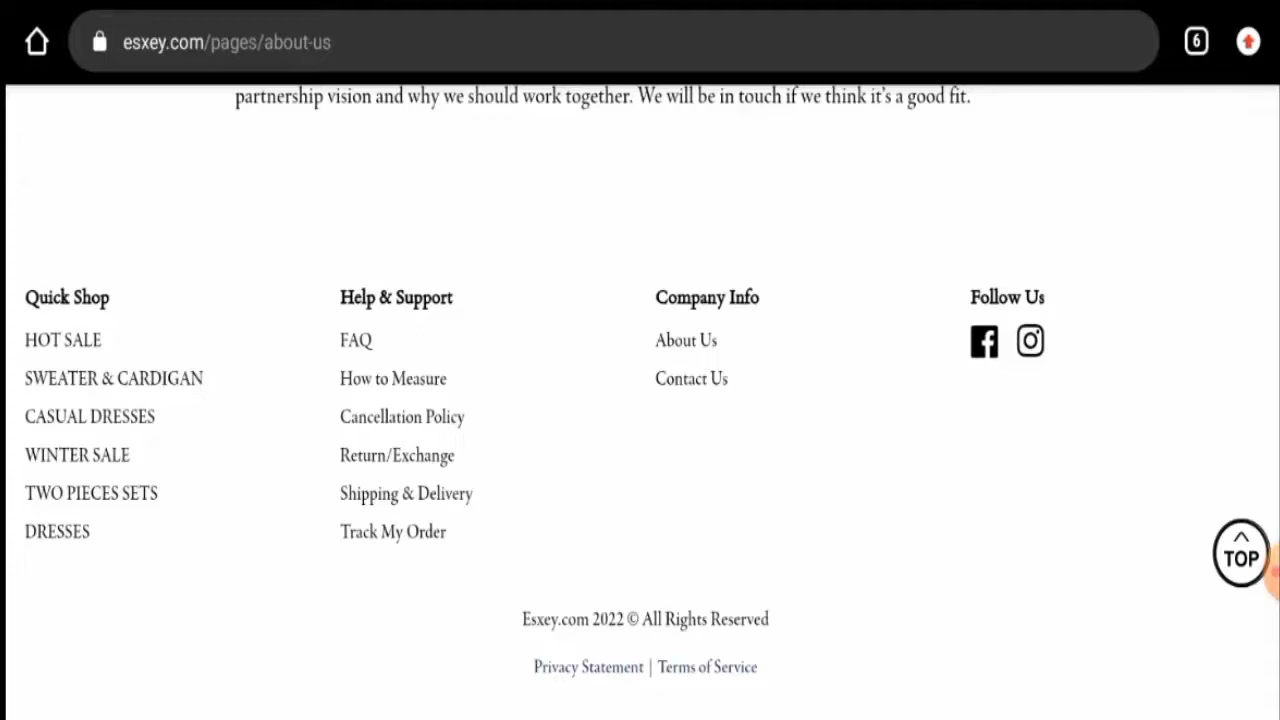 esxey.com/pages/about-us
6
partnership vision and why we should work together. We will be in touch if we think it's a good fit.
Quick Shop
HOT SALE
SWEATER & CARDIGAN
CASUAL DRESSES
WINTER SALE
TWO PIECES SETS
DRESSES
Help & Support
FAQ
How to Measure
Cancellation Policy
Return/Exchange
Shipping & Delivery
Track My Order
Company Info
About Us
Contact Us
Follow Us
TOP
Esxey.com 2022 © All Rights Reserved
Privacy Statement | Terms of Service